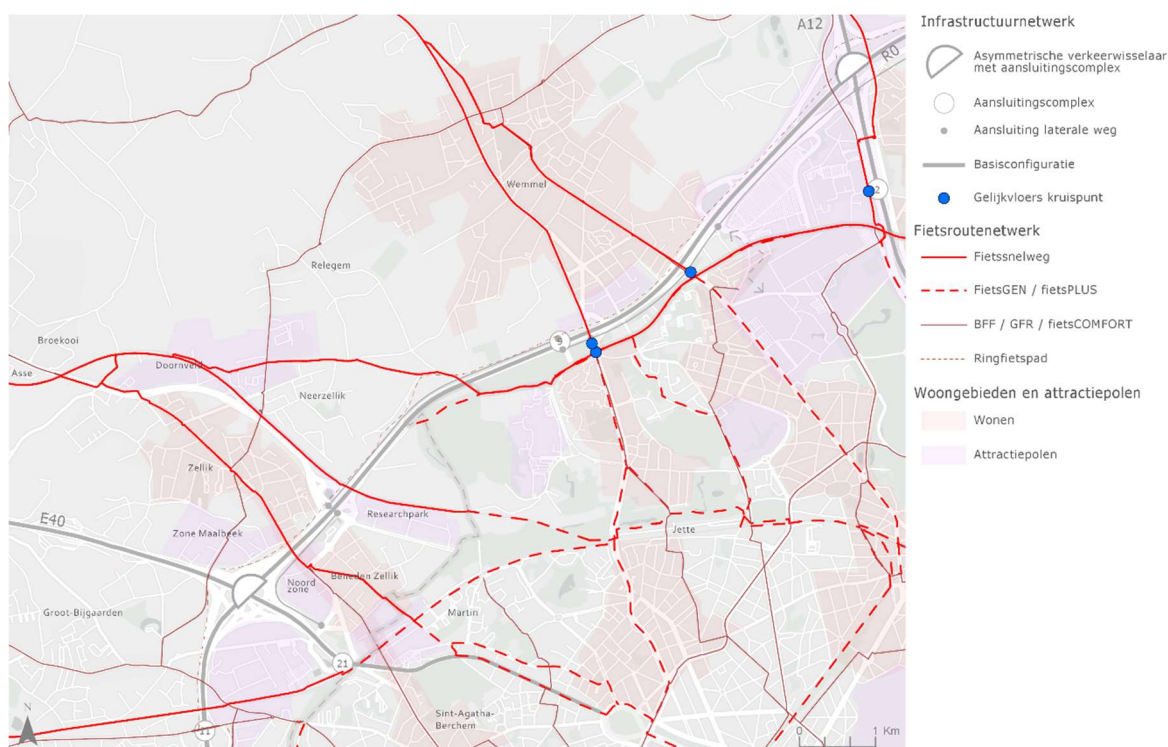 A12
R0
Wemmel
2
Relegem
9
Broekooi
Asse
Doornveld
Neerzellik
Zellik
Researchpark
E40
Zone Maalbeek
Jette
Noord
zone
Beneden Zellik
Groot-Bijgaarden
Martin
21
N
11
Sint-Agatha-
Berchem
0
1 Km
Infrastructuurnetwerk
Asymmetrische verkeerwisselaar
met aansluitingscomplex
Aansluitingscomplex
Aansluiting laterale weg
Basisconfiguratie
Gelijkvloers kruispunt
Fietsroutenetwerk
Fietssnelweg
FietsGEN / fietsPLUS
BFF / GFR / fietsCOMFORT
Ringfietspad
Woongebieden en attractiepolen
Wonen
Attractiepolen